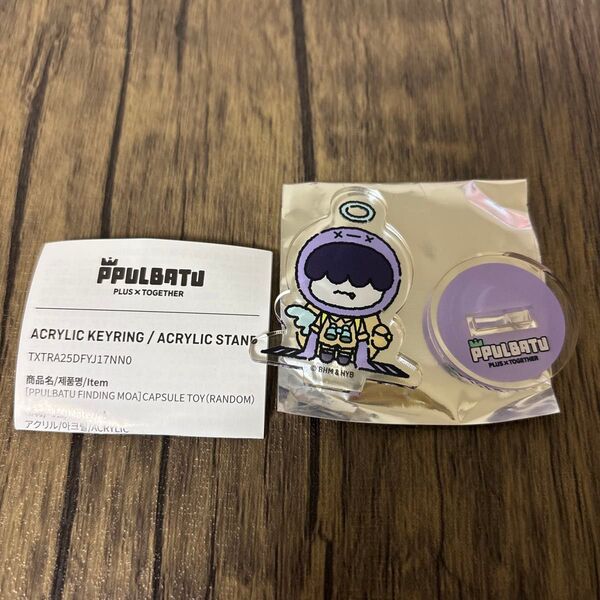 PPULBATU
PLUS×TOGETHER
ACRYLIC KEYRING / ACRYLIC STAND
TXTRA25DFYJ17NN0
商品名/제품명/Item
[PPULBATU FINDING MOA]CAPSULE TOY(RANDOM)
アクリル/아크릴/ACRYLIC
© BHM & HYB
PPULBATU
PLUS×TOGETHER